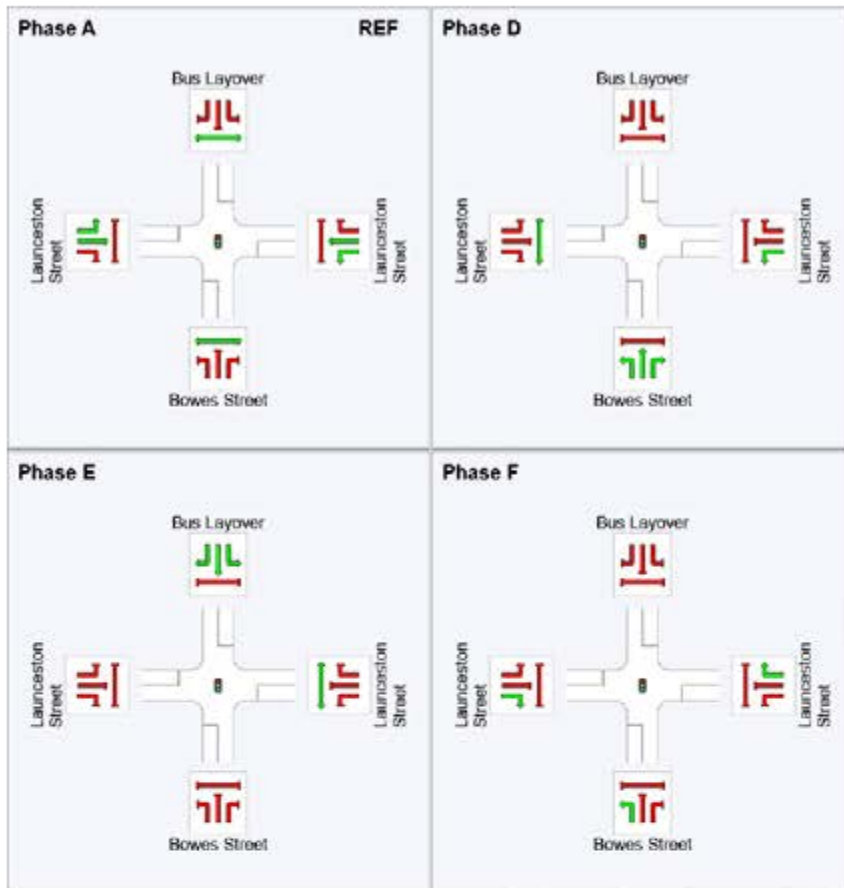 Phase A
REF
Bus Layover
Launceston
Street
Launceston
Street
Bowes Street
Phase D
Bus Layover
Launceston
Street
Launceston
Street
Bowes Street
Phase E
Bus Layover
Launceston
Street
Launceston
Street
Bowes Street
Phase F
Bus Layover
Launceston
Street
Launceston
Street
Bowes Street